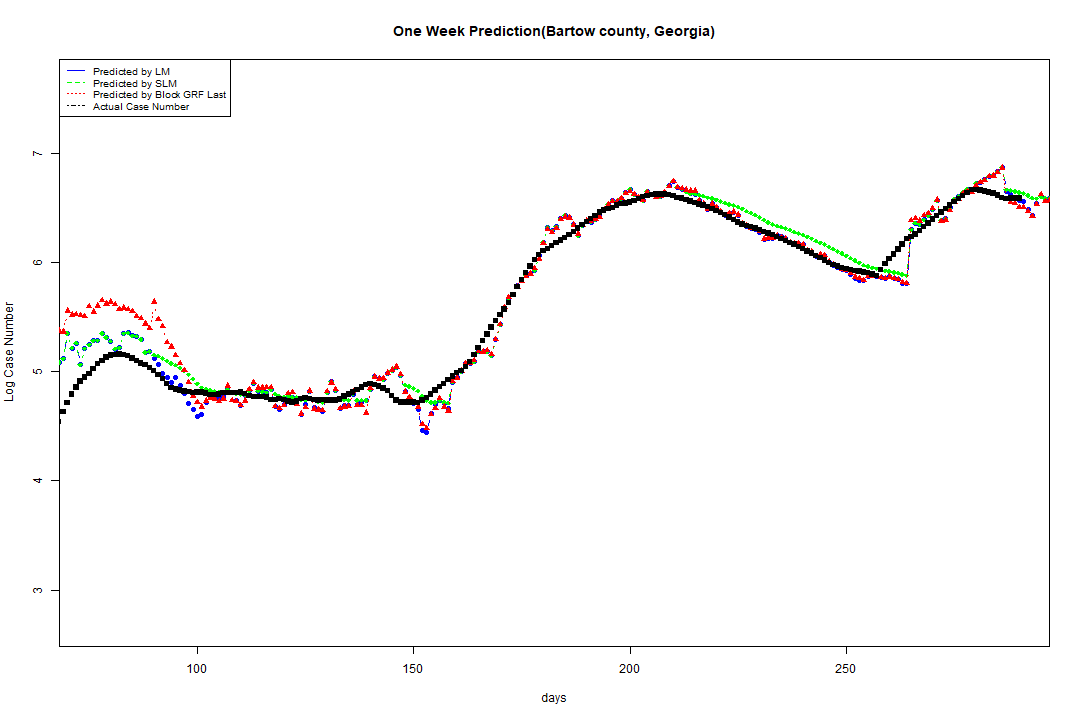 One Week Prediction(Bartow county, Georgia)
Predicted by LM
Predicted by SLM
Predicted by Block GRF Last
Actual Case Number
7
6
5
4
3
Log Case Number
100
150
200
250
days